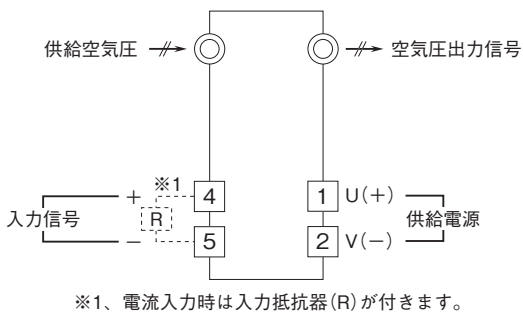 供給空気圧
空気圧出力信号
※1
+ 4
1 U(+)
入力信号
R
供給電源
− 5
2 V(−)
※1、電流入力時は入力抵抗器(R)が付きます。